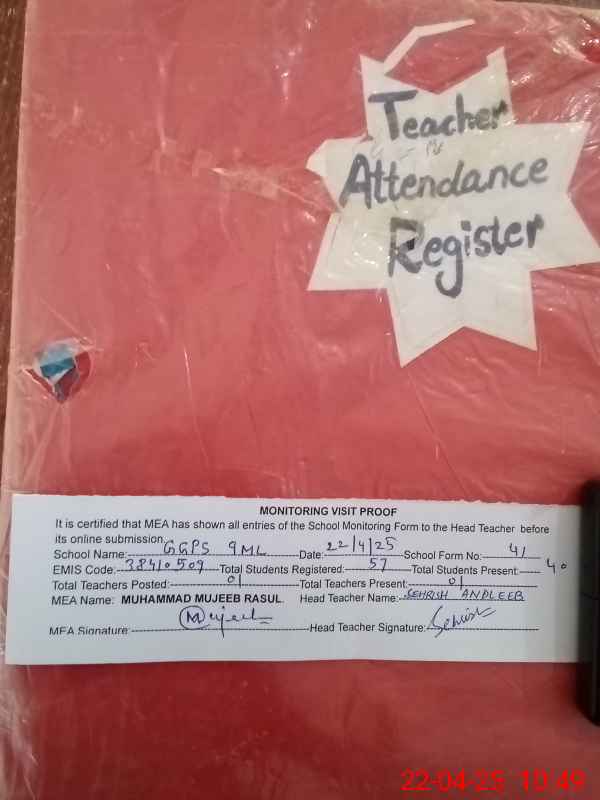 Teacher
Attendance
Register
MONITORING VISIT PROOF
It is certified that MEA has shown all entries of the School Monitoring Form to the Head Teacher before
its online submission.
School Name: GGPS 9ML Date: 22/4/25 School Form No: 41
EMIS Code: 38410509 Total Students Registered: 57 Total Students Present: 40
Total Teachers Posted: 01 Total Teachers Present: 01
MEA Name: MUHAMMAD MUJEEB RASUL Head Teacher Name: SEHRISH ANDLEEB
MEA Signature: Mujeeb Head Teacher Signature: Sehrish
22-04-25 10:49